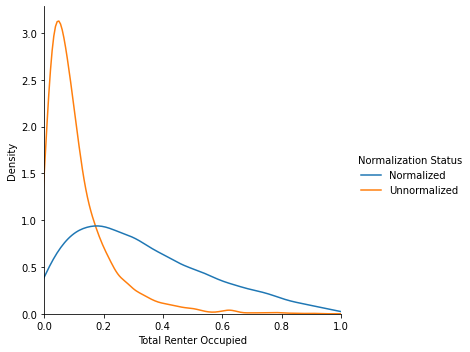 3.0
2.5
2.0
1.5
1.0
0.5
0.0
Density
0.0 0.2 0.4 0.6 0.8 1.0
Total Renter Occupied
Normalization Status
Normalized
Unnormalized